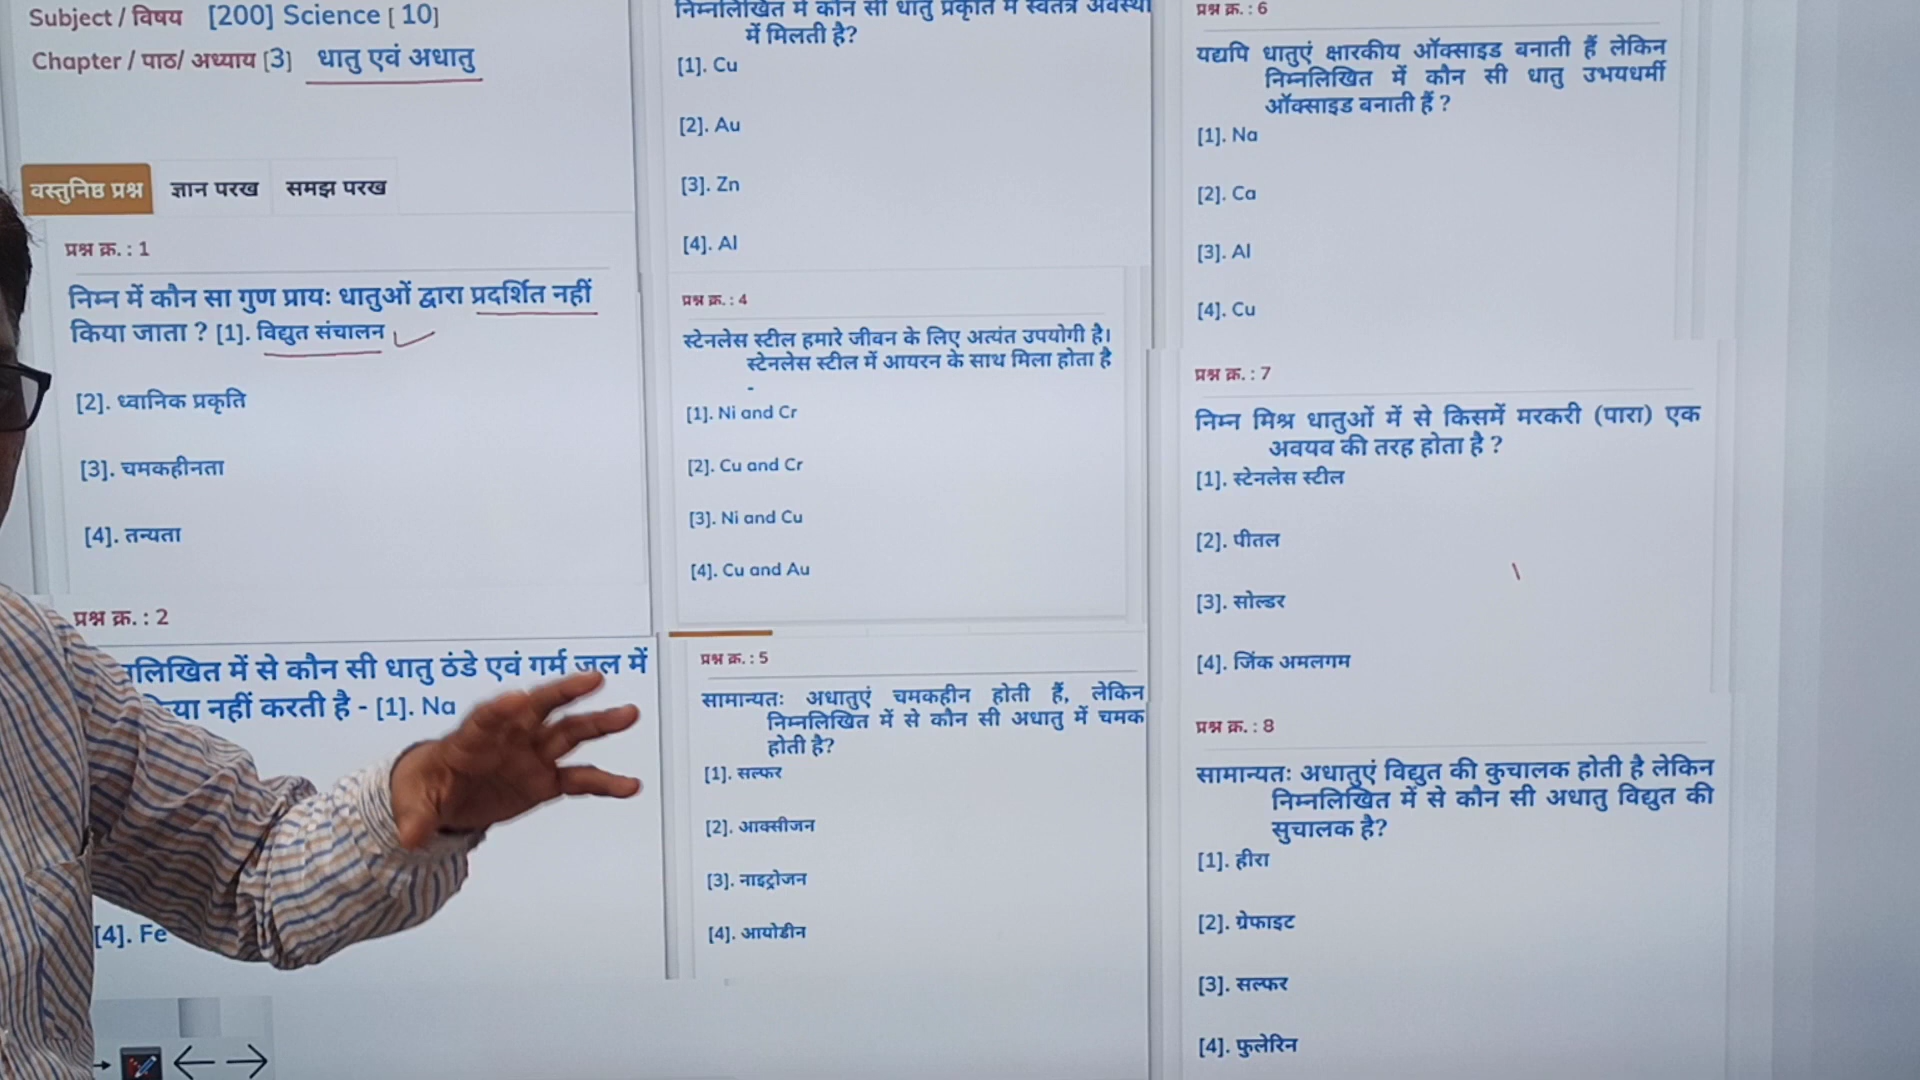 Subject / विषय [200] Science [ 10]
Chapter / पाठ/ अध्याय [3] धातु एवं अधातु
वस्तुनिष्ठ प्रश्न ज्ञान परख समझ परख
प्रश्न क्र. : 1
निम्न में कौन सा गुण प्रायः धातुओं द्वारा प्रदर्शित नहीं
किया जाता ? [1]. विद्युत संचालन
[2]. ध्वानिक प्रकृति
[3]. चमकहीनता
[4]. तन्यता
प्रश्न क्र. : 2
में से कौन सी धातु ठंडे एवं गर्म जल में
नहीं करती है - [1]. Na
[4]. Fe
निम्नलिखित में कौन सी धातु प्रकृति में स्वतंत्र अवस्था
में मिलती है?
[1]. Cu
[2]. Au
[3]. Zn
[4]. Al
प्रश्न क्र. : 4
स्टेनलेस स्टील हमारे जीवन के लिए अत्यंत उपयोगी है।
स्टेनलेस स्टील में आयरन के साथ मिला होता है
-
[1]. Ni and Cr
[2]. Cu and Cr
[3]. Ni and Cu
[4]. Cu and Au
प्रश्न क्र. : 5
सामान्यतः अधातुएं चमकहीन होती हैं, लेकिन
निम्नलिखित में से कौन सी अधातु में चमक
होती है?
[1]. सल्फर
[2]. आक्सीजन
[3]. नाइट्रोजन
[4]. आयोडीन
प्रश्न क्र. : 6
यद्यपि धातुएं क्षारकीय ऑक्साइड बनाती हैं लेकिन
निम्नलिखित में कौन सी धातु उभयधर्मी
ऑक्साइड बनाती हैं ?
[1]. Na
[2]. Ca
[3]. Al
[4]. Cu
प्रश्न क्र. : 7
निम्न मिश्र धातुओं में से किसमें मरकरी (पारा) एक
अवयव की तरह होता है ?
[1]. स्टेनलेस स्टील
[2]. पीतल
[3]. सोल्डर
[4]. जिंक अमलगम
प्रश्न क्र. : 8
सामान्यतः अधातुएं विद्युत की कुचालक होती है लेकिन
निम्नलिखित में से कौन सी अधातु विद्युत की
सुचालक है?
[1]. हीरा
[2]. ग्रेफाइट
[3]. सल्फर
[4]. फुलेरिन